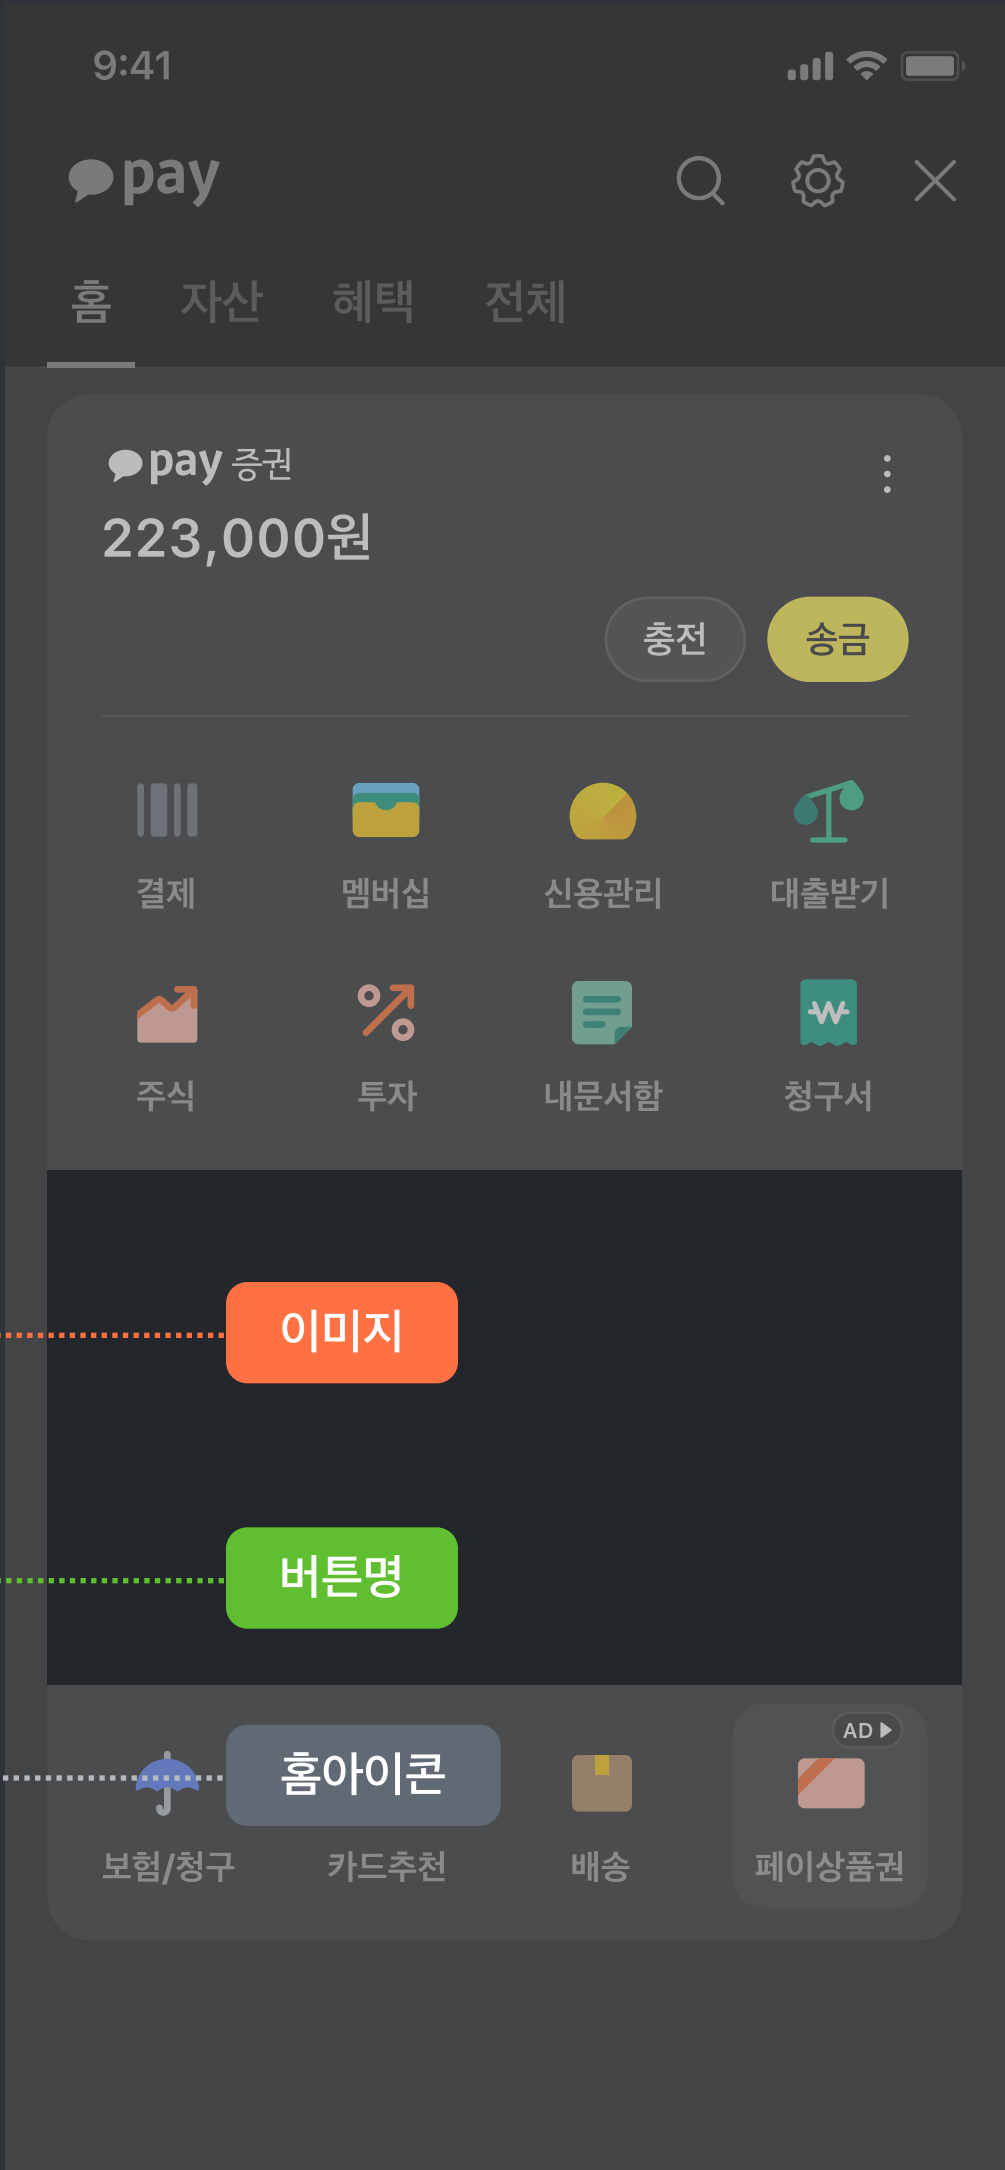 9:41
pay
홈 자산 혜택 전체
pay 증권
223,000원
충전 송금
결제 멤버십 신용관리 대출받기
주식 투자 내문서함 청구서
이미지
버튼명
홈아이콘
AD
보험/청구 카드추천 배송 페이상품권